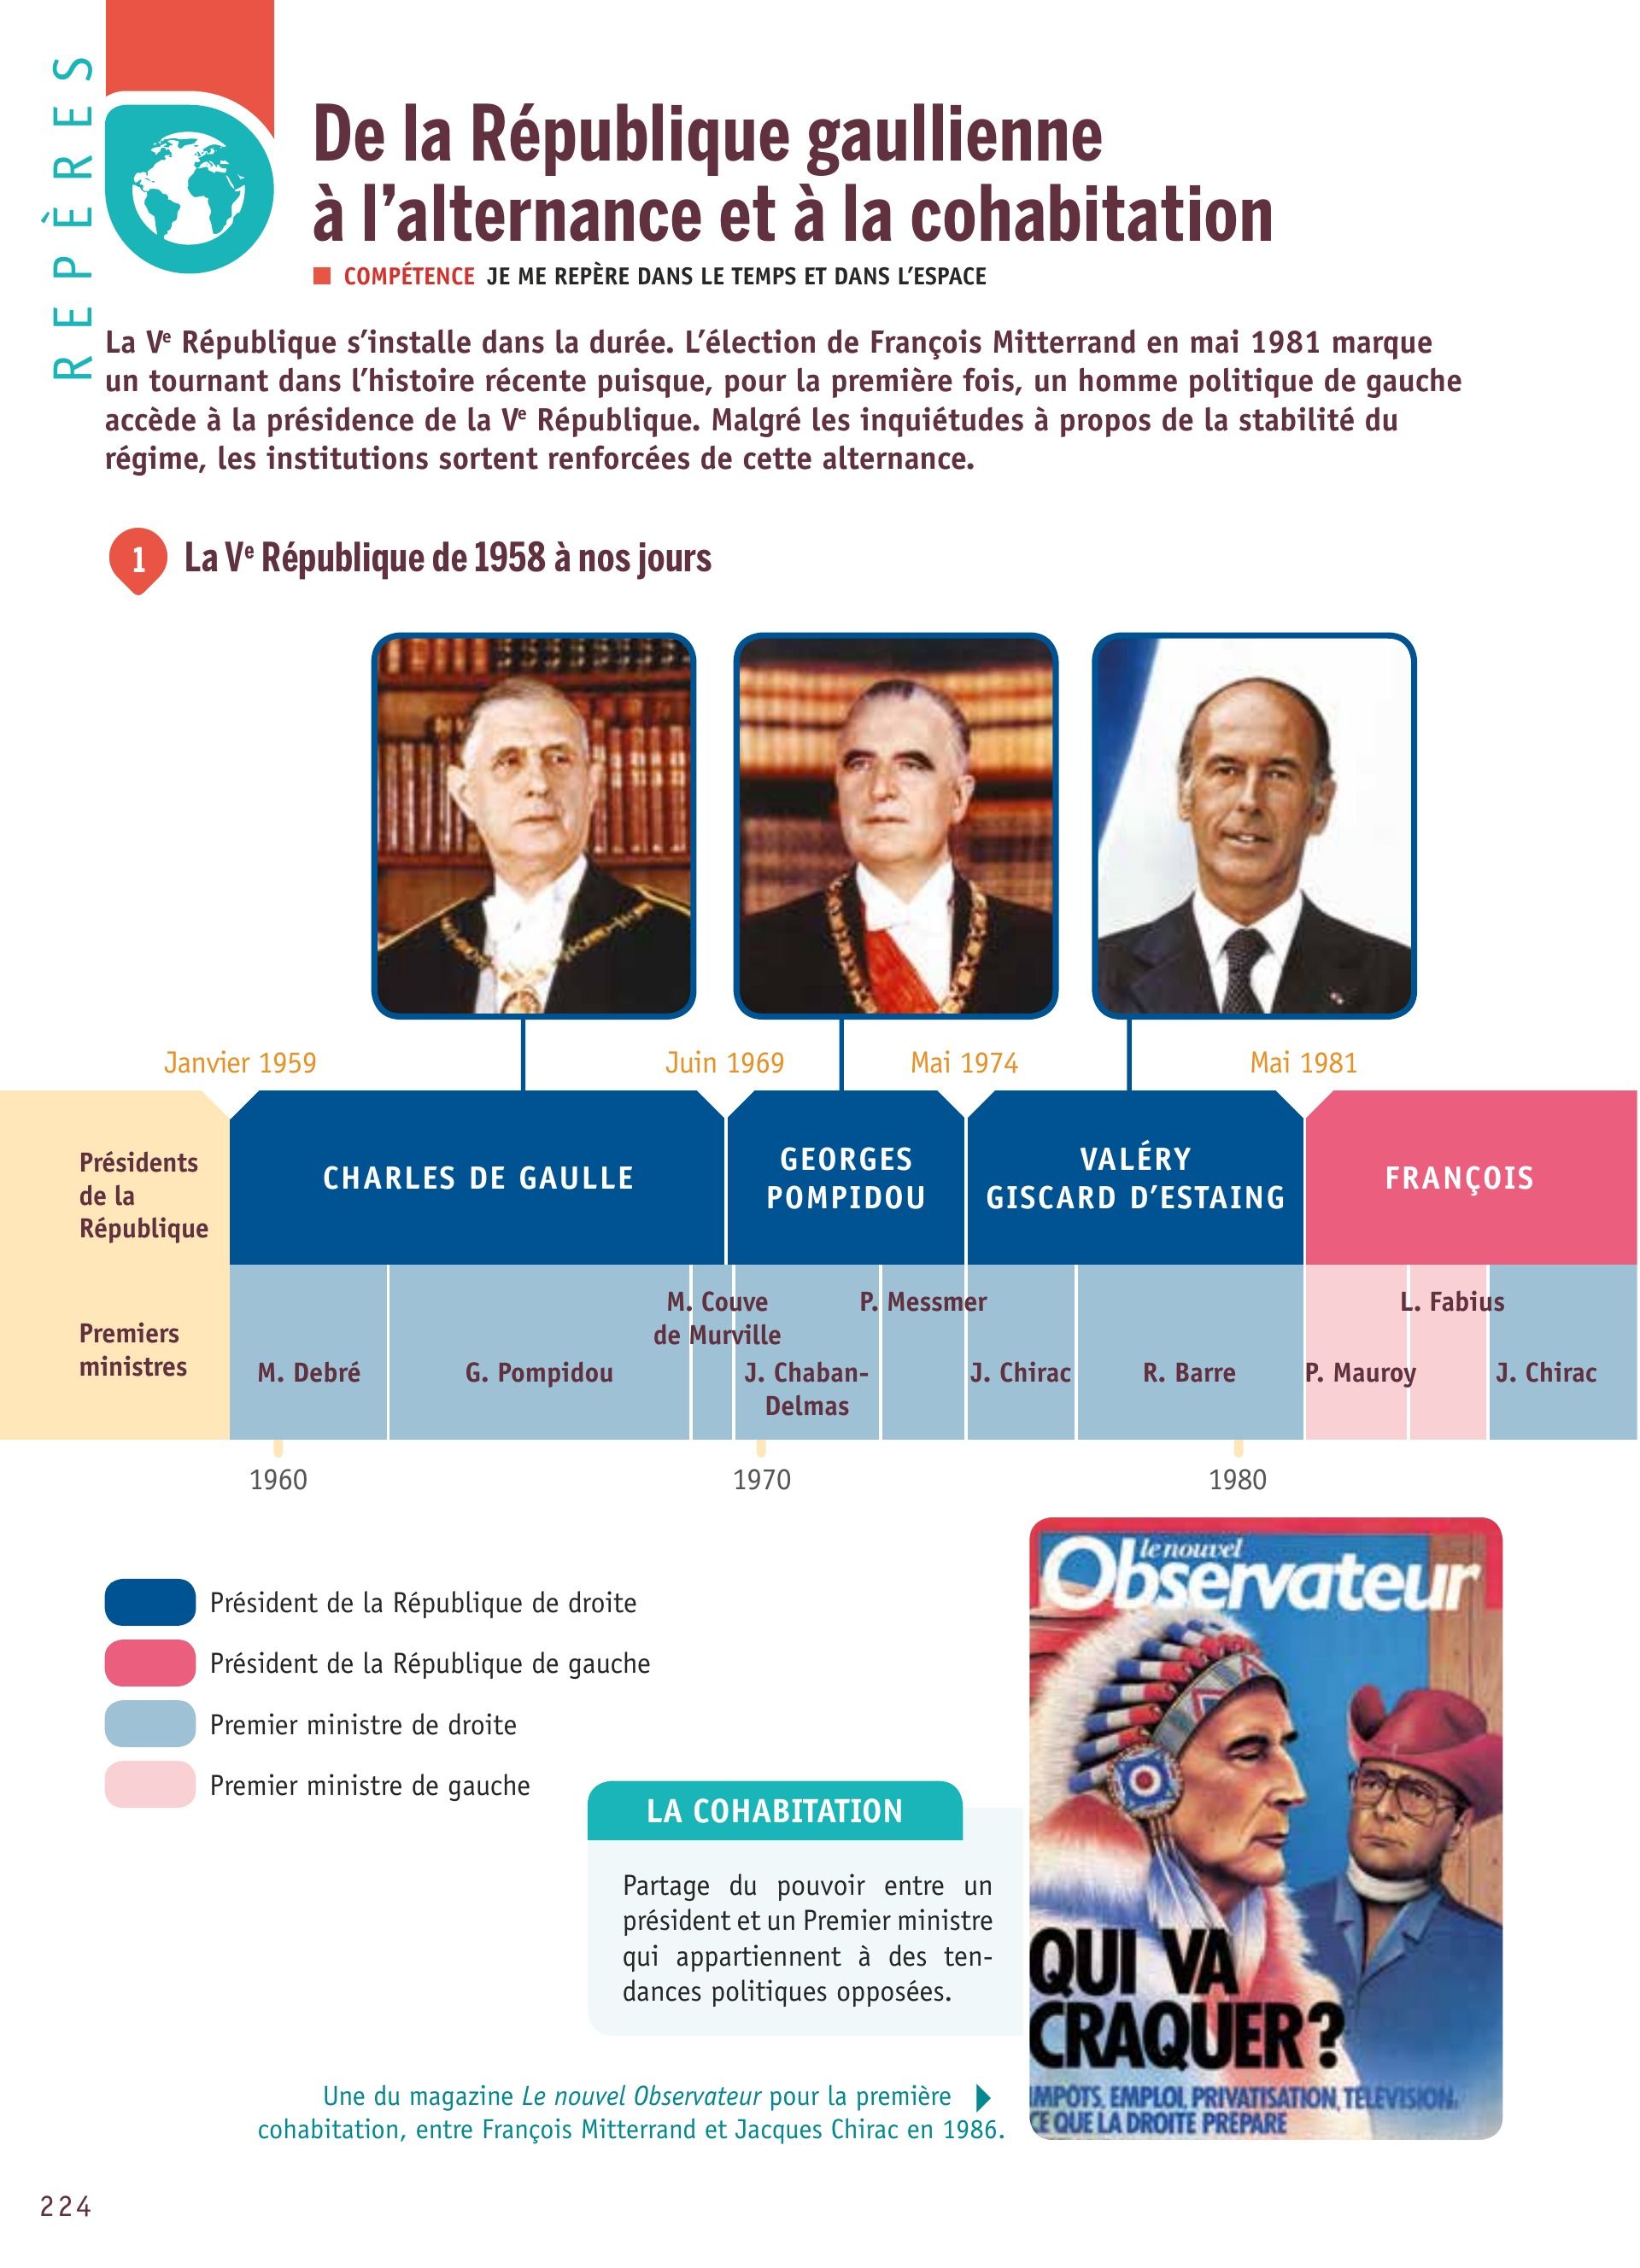 REPÈRES
De la République gaullienne
à l’alternance et à la cohabitation
COMPÉTENCE JE ME REPÈRE DANS LE TEMPS ET DANS L’ESPACE
La Ve République s’installe dans la durée. L’élection de François Mitterrand en mai 1981 marque
un tournant dans l’histoire récente puisque, pour la première fois, un homme politique de gauche
accède à la présidence de la Ve République. Malgré les inquiétudes à propos de la stabilité du
régime, les institutions sortent renforcées de cette alternance.
1 La Ve République de 1958 à nos jours
Janvier 1959
Juin 1969
Mai 1974
Mai 1981
Présidents
de la
République
CHARLES DE GAULLE
GEORGES
POMPIDOU
VALÉRY
GISCARD D’ESTAING
FRANÇOIS
Premiers
ministres
M. Debré
G. Pompidou
M. Couve
de Murville
J. Chaban-
Delmas
P. Messmer
J. Chirac
R. Barre
P. Mauroy
L. Fabius
J. Chirac
1960
1970
1980
Président de la République de droite
Président de la République de gauche
Premier ministre de droite
Premier ministre de gauche
LA COHABITATION
Partage du pouvoir entre un
président et un Premier ministre
qui appartiennent à des ten-
dances politiques opposées.
le nouvel
Observateur
QUI VA
CRAQUER?
IMPOTS, EMPLOI, PRIVATISATION, TELEVISION.
CE QUE LA DROITE PREPARE
Une du magazine Le nouvel Observateur pour la première
cohabitation, entre François Mitterrand et Jacques Chirac en 1986.
224